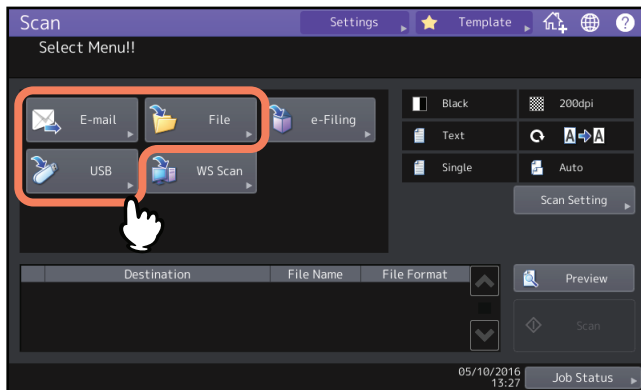 Scan
Settings
Template
?
Select Menu!!
E-mail
File
e-Filing
USB
WS Scan
Black
200dpi
Text
A A
Single
Auto
Scan Setting
Destination
File Name
File Format
Preview
Scan
05/10/2016
13:27
Job Status